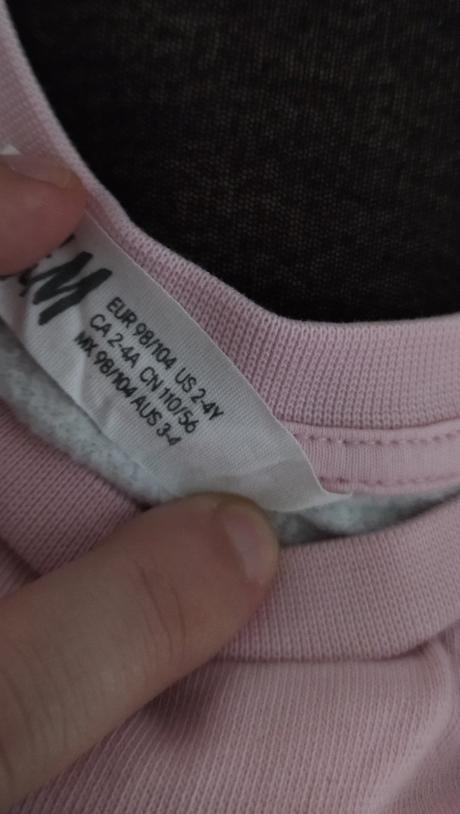 M
EUR 98/104 US 2-4Y
CA 2-4A CN 110/56
MX 98/104 AUS 3-4